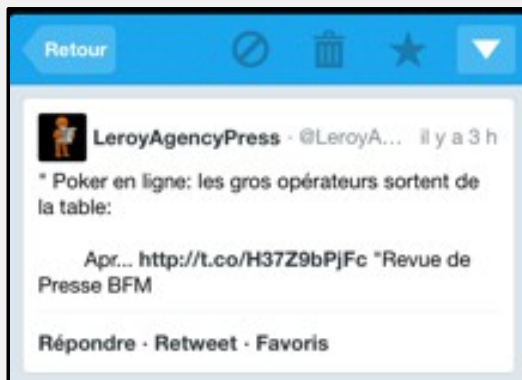 Retour
LeroyAgencyPress · @LeroyA... il y a 3 h
" Poker en ligne: les gros opérateurs sortent de
la table:
Apr... http://t.co/H37Z9bPjFc "Revue de
Presse BFM
Répondre · Retweet · Favoris